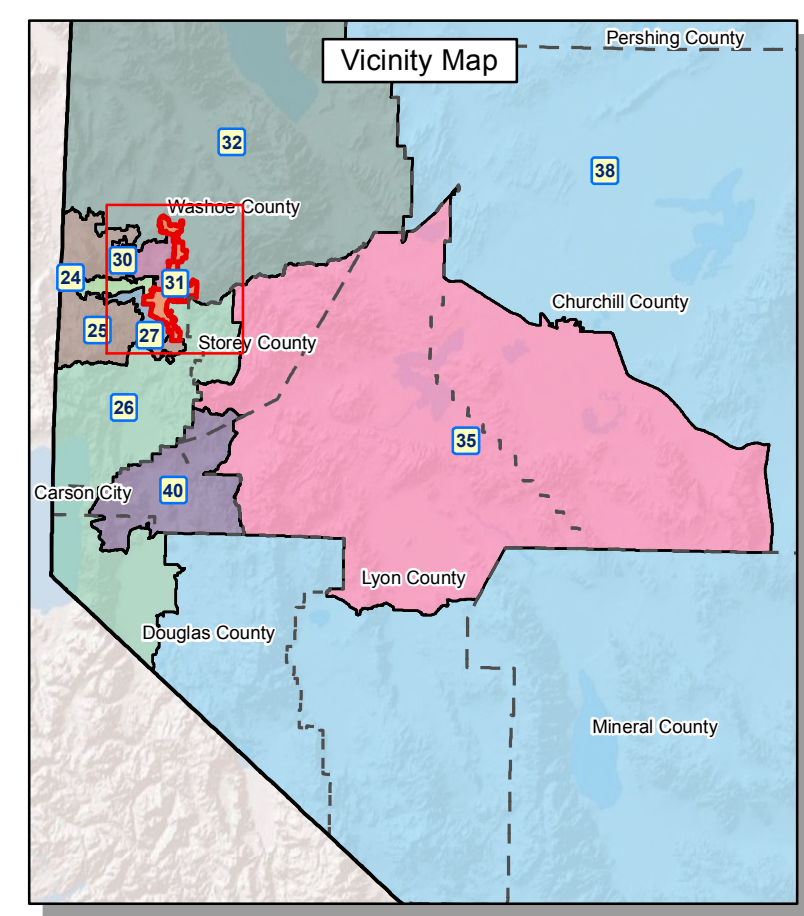 Pershing County
Vicinity Map
32
38
Washoe County
30
24
31
Churchill County
25
27
Storey County
26
35
Carson City
40
Lyon County
Douglas County
Mineral County